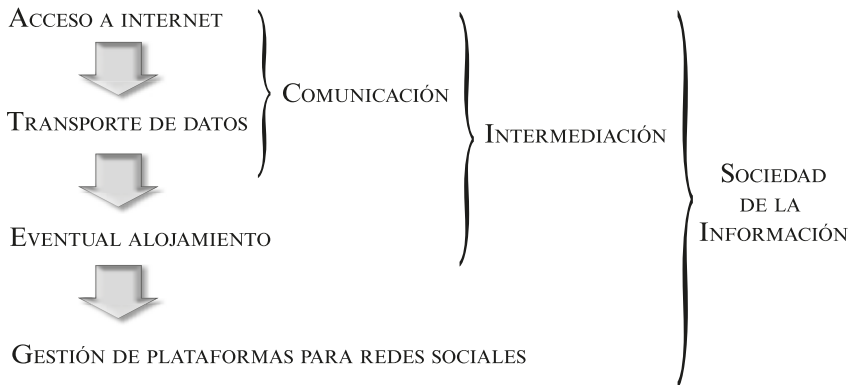 ACCESO A INTERNET
TRANSPORTE DE DATOS
COMUNICACIÓN
EVENTUAL ALOJAMIENTO
INTERMEDIACIÓN
GESTIÓN DE PLATAFORMAS PARA REDES SOCIALES
SOCIEDAD
DE LA
INFORMACIÓN